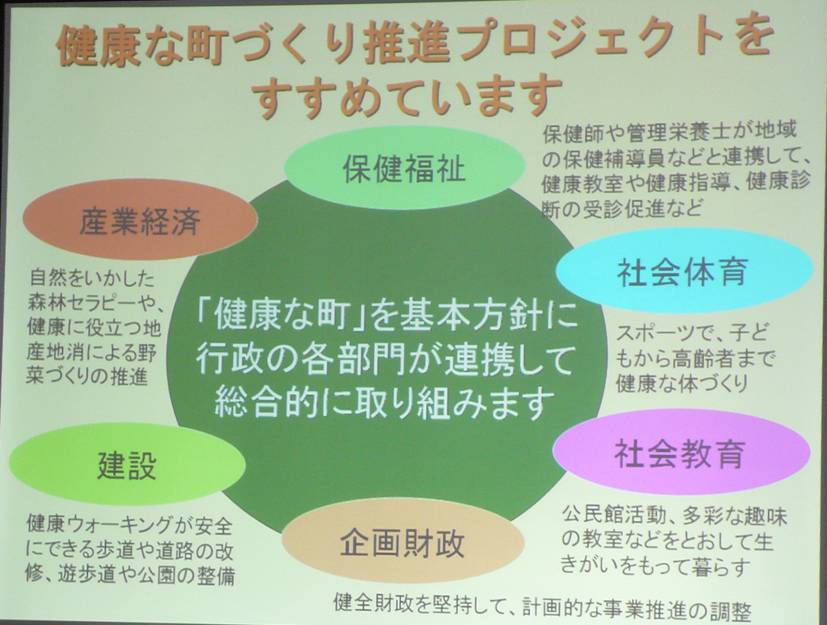 健康な町づくり推進プロジェクトを
すすめています
保健福祉
保健師や管理栄養士が地域
の保健補導員などと連携して、
健康教室や健康指導、健康診
断の受診促進など
産業経済
自然をいかした
森林セラピーや、
健康に役立つ地
産地消による野
菜づくりの推進
社会体育
スポーツで、子ど
もから高齢者まで
健康な体づくり
「健康な町」を基本方針に
行政の各部門が連携して
総合的に取り組みます
建設
健康ウォーキングが安全
にできる歩道や道路の改
修、遊歩道や公園の整備
社会教育
公民館活動、多彩な趣味
の教室などをとおして生
きがいをもって暮らす
企画財政
健全財政を堅持して、計画的な事業推進の調整